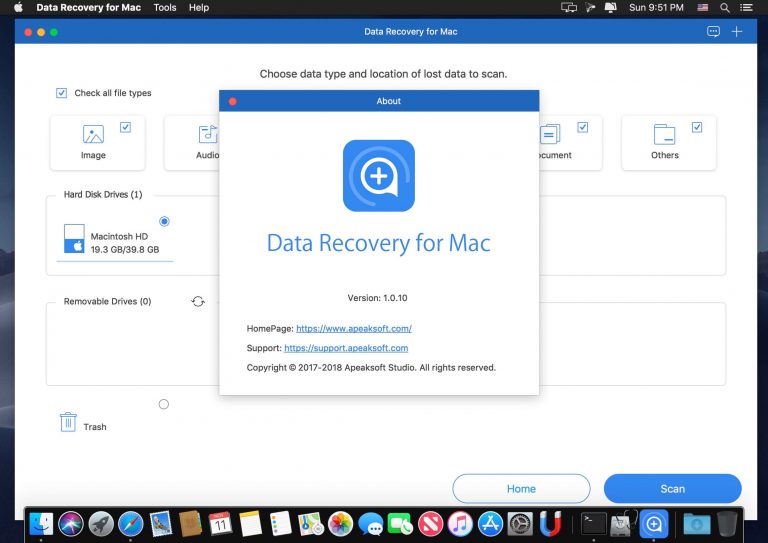 Data Recovery for Mac Tools Help Sun 9:51 PM
Data Recovery for Mac
Choose data type and location of lost data to scan.
Check all file types
About
Image
Audio
ocument
Others
Hard Disk Drives (1)
Macintosh HD
19.3 GB/39.8 GB
Data Recovery for Mac
Version: 1.0.10
Removable Drives (0)
HomePage: https://www.apeaksoft.com/
Support: https://support.apeaksoft.com
Copyright © 2017-2018 Apeaksoft Studio. All rights reserved.
Trash
Home
Scan
11